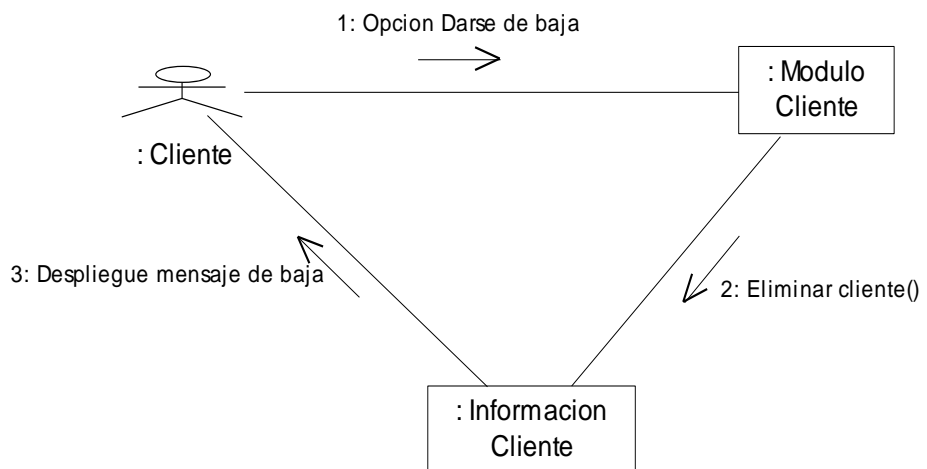 1: Opcion Darse de baja
: Modulo
Cliente
: Cliente
3: Despliegue mensaje de baja
2: Eliminar cliente()
: Informacion
Cliente